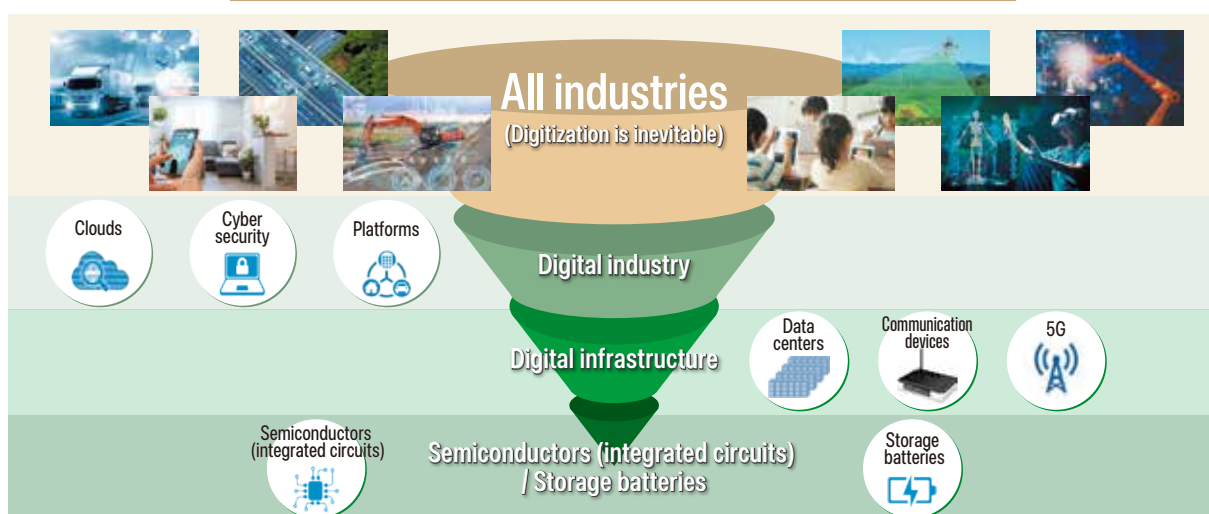 All industries
(Digitization is inevitable)
Clouds
Cyber
security
Platforms
Digital industry
Digital infrastructure
Data
centers
Communication
devices
5G
Semiconductors
(integrated circuits)
Semiconductors (integrated circuits)
/ Storage batteries
Storage
batteries